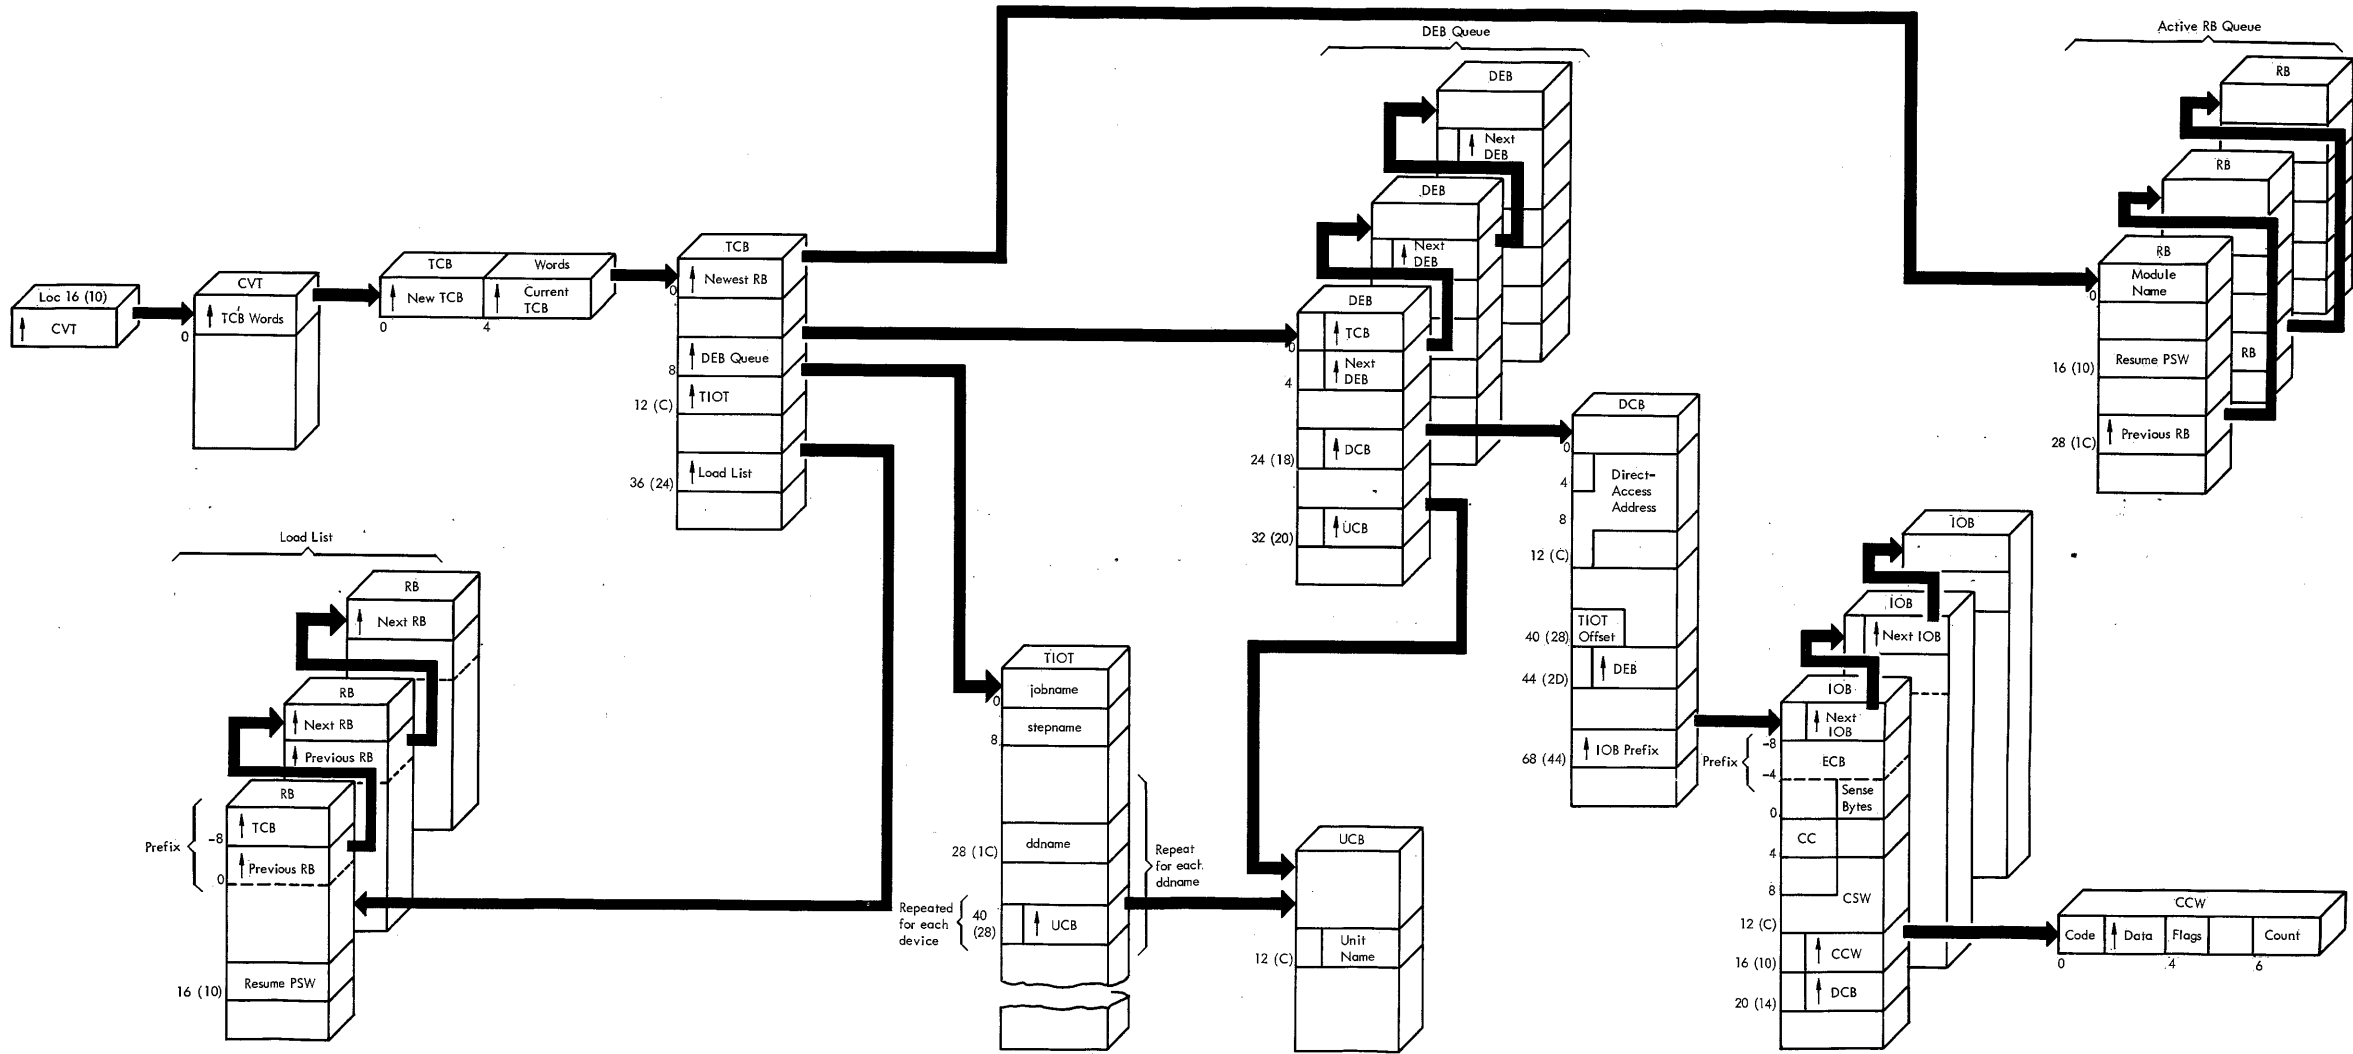 DEB Queue
Active RB Queue
DEB
Next
DEB
DEB
Next
DEB
DEB
0
TCB
4
Next
DEB
24 (18)
DCB
32 (20)
UCB
RB
RB
RB
RB
0
Module
Name
16 (10)
Resume PSW
28 (1C)
Previous RB
Loc 16 (10)
CVT
CVT
TCB Words
0
TCB Words
New TCB
Current
TCB
0 4
TCB
Newest RB
0
DEB Queue
8
TIOT
12 (C)
Load List
36 (24)
DCB
0
4
Direct-
Access
Address
8
12 (C)
TIOT
Offset
40 (28)
DEB
44 (2D)
IOB Prefix
68 (44)
Load List
RB
Next RB
RB
Next RB
Previous RB
RB
Prefix
TCB
-8
Previous RB
0
Resume PSW
16 (10)
TIOT
jobname
0
stepname
8
ddname
28 (1C)
Repeat
for each
ddname
Repeated
for each
device
40
(28)
UCB
UCB
Unit
Name
12 (C)
IOB
IOB
Next IOB
IOB
Next
IOB
-8
Prefix
ECB
-4
Sense
Bytes
0
CC
4
8
CSW
12 (C)
CCW
16 (10)
DCB
20 (14)
CCW
Code Data Flags Count
0 4 6